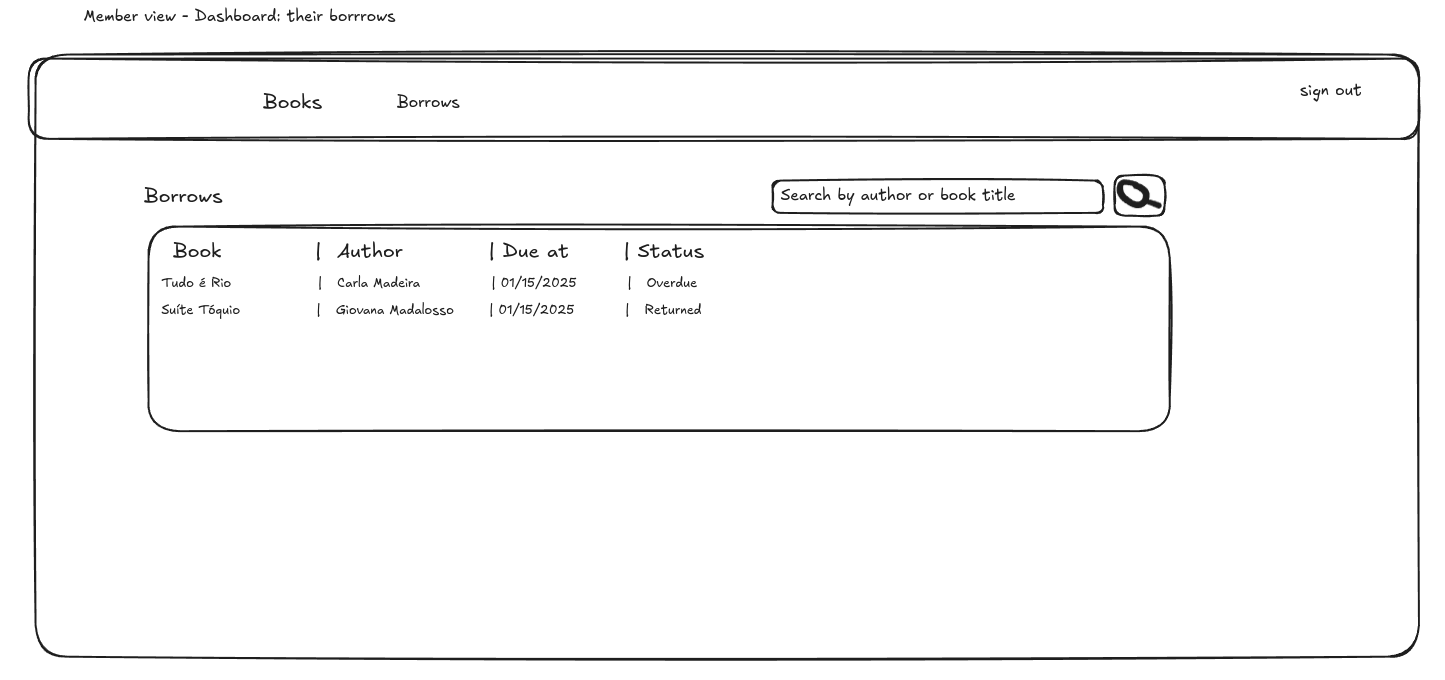 Member view - Dashboard: their borrrows
Books Borrows sign out
Borrows Search by author or book title
Book | Author | Due at | Status
Tudo é Rio | Carla Madeira | 01/15/2025 | Overdue
Suíte Tóquio | Giovana Madalosso | 01/15/2025 | Returned